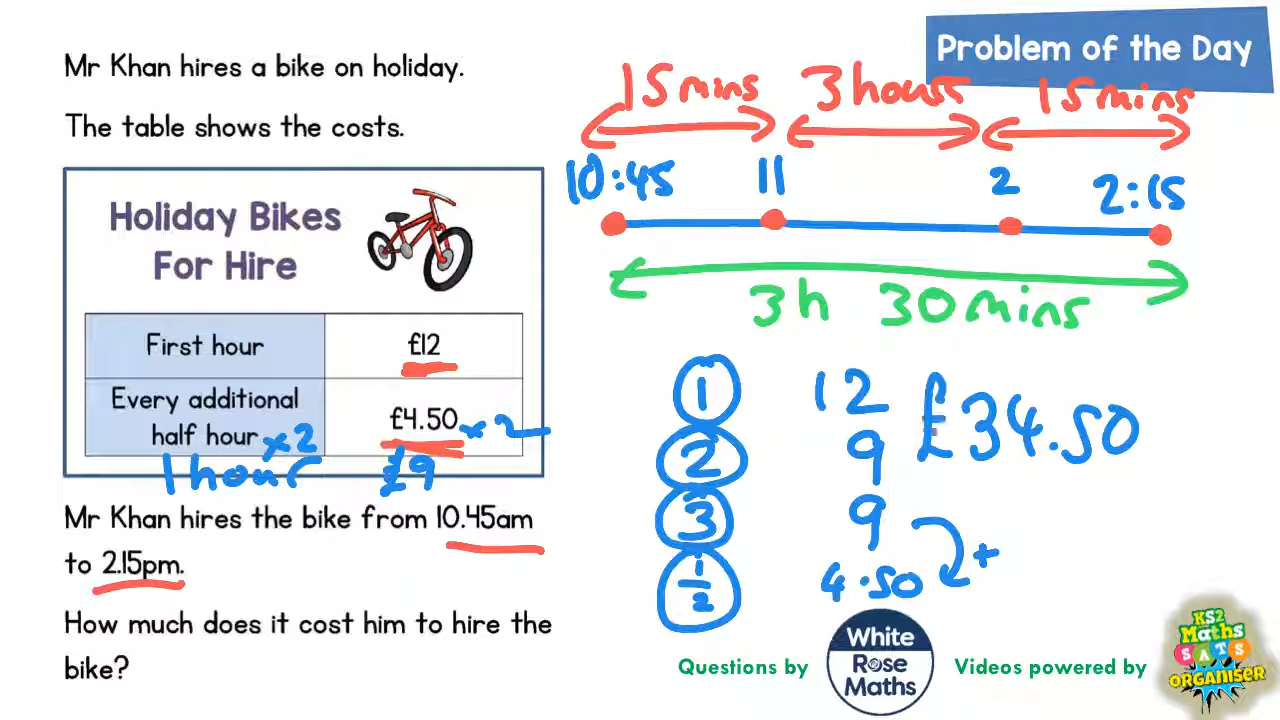 Problem of the Day
Mr Khan hires a bike on holiday.
The table shows the costs.
Holiday Bikes
For Hire
First hour £12
Every additional
half hour £4.50
×2 ×2
1 hour £9
Mr Khan hires the bike from 10.45am
to 2.15pm.
How much does it cost him to hire the
bike?
15 mins 3 hours 15 mins
10:45 11 2 2:15
3h 30 mins
1 12 £34.50
2 9
3 9
1/2 4.50 +
Questions by
White
Rose
Maths
Videos powered by
KS2
Maths
SATS
ORGANISER